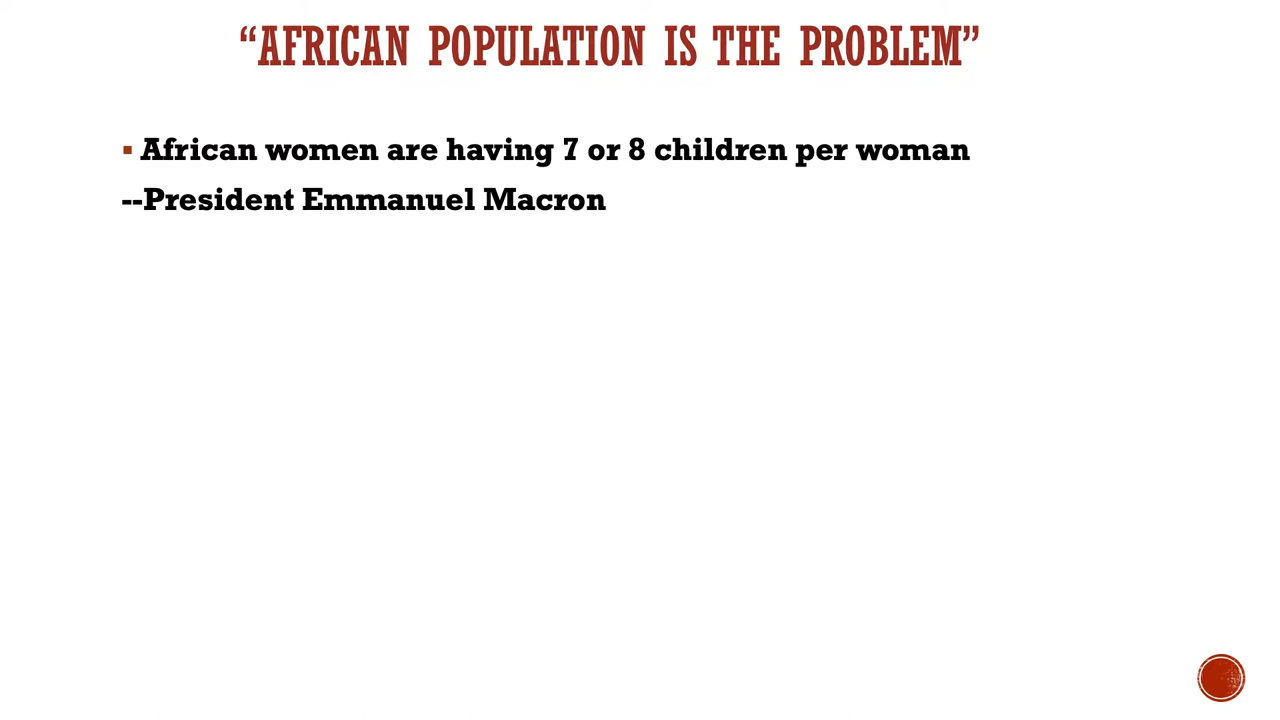 “AFRICAN POPULATION IS THE PROBLEM”
▪ African women are having 7 or 8 children per woman
--President Emmanuel Macron